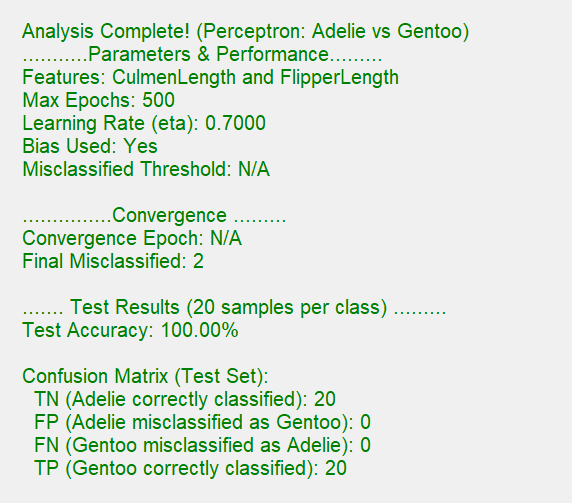 Analysis Complete! (Perceptron: Adelie vs Gentoo)
...........Parameters & Performance.........
Features: CulmenLength and FlipperLength
Max Epochs: 500
Learning Rate (eta): 0.7000
Bias Used: Yes
Misclassified Threshold: N/A
...............Convergence .........
Convergence Epoch: N/A
Final Misclassified: 2
....... Test Results (20 samples per class) .........
Test Accuracy: 100.00%
Confusion Matrix (Test Set):
TN (Adelie correctly classified): 20
FP (Adelie misclassified as Gentoo): 0
FN (Gentoo misclassified as Adelie): 0
TP (Gentoo correctly classified): 20